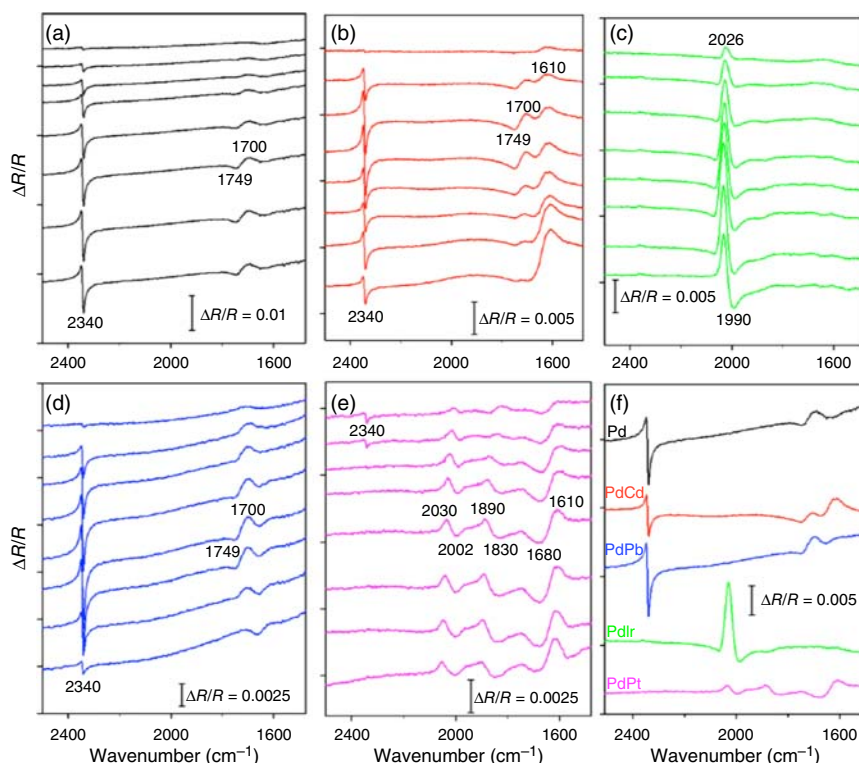 (a)
ΔR/R
1700
1749
2340
ΔR/R = 0.01
2400
2000
1600
(b)
1610
1700
1749
2340
ΔR/R = 0.005
2400
2000
1600
(c)
2026
1990
ΔR/R = 0.005
2400
2000
1600
(d)
ΔR/R
1700
1749
2340
ΔR/R = 0.0025
2400
2000
1600
Wavenumber (cm⁻¹)
(e)
2340
2030
1890
1610
2002
1830
1680
ΔR/R = 0.0025
2400
2000
1600
Wavenumber (cm⁻¹)
(f)
Pd
PdCd
PdPb
ΔR/R = 0.005
PdIr
PdPt
2400
2000
1600
Wavenumber (cm⁻¹)